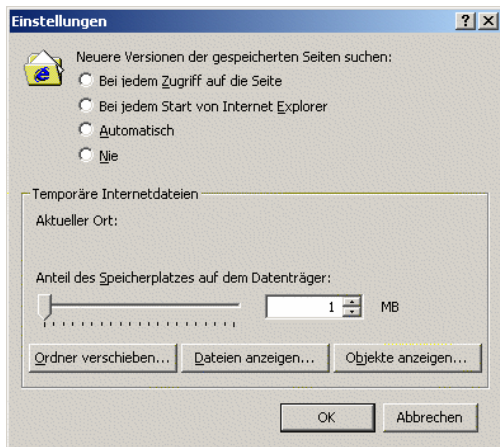 Einstellungen
Neuere Versionen der gespeicherten Seiten suchen:
Bei jedem Zugriff auf die Seite
Bei jedem Start von Internet Explorer
Automatisch
Nie
Temporäre Internetdateien
Aktueller Ort:
Anteil des Speicherplatzes auf dem Datenträger:
1 MB
Ordner verschieben... Dateien anzeigen... Objekte anzeigen...
OK Abbrechen